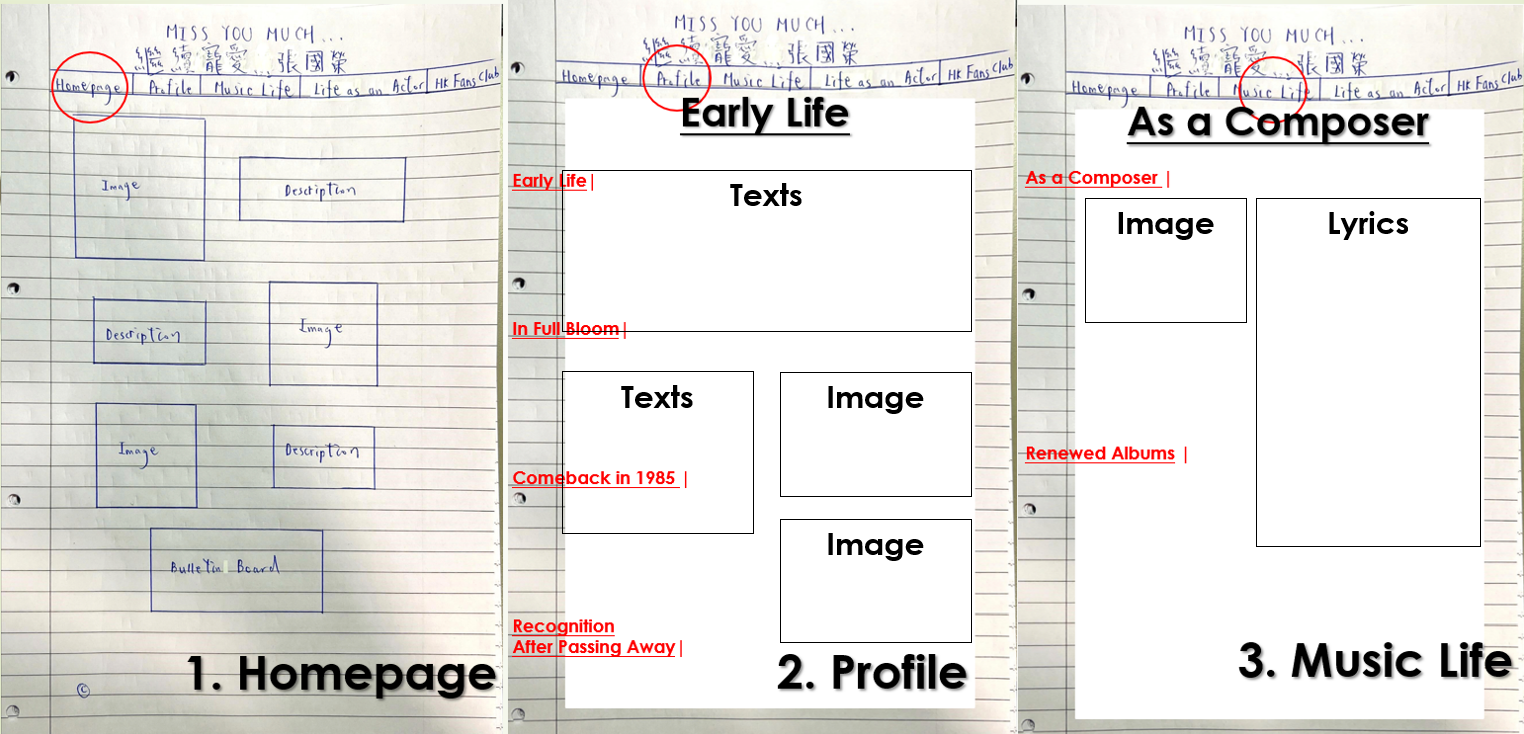 MISS YOU MUCH...
繼續寵愛...張國榮
Homepage Profile Music Life Life as an Actor HK Fans Club
Image
Description
Description
Image
Image
Description
Bulletin Board
©
1. Homepage
MISS YOU MUCH...
繼續寵愛...張國榮
Homepage Profile Music Life Life as an Actor HK Fans Club
Early Life
Early Life|
Texts
In Full Bloom|
Texts
Image
Comeback in 1985 |
Image
Recognition
After Passing Away|
2. Profile
MISS YOU MUCH...
繼續寵愛...張國榮
Homepage Profile Music Life Life as an Actor HK Fans Club
As a Composer
As a Composer |
Image
Lyrics
Renewed Albums |
3. Music Life